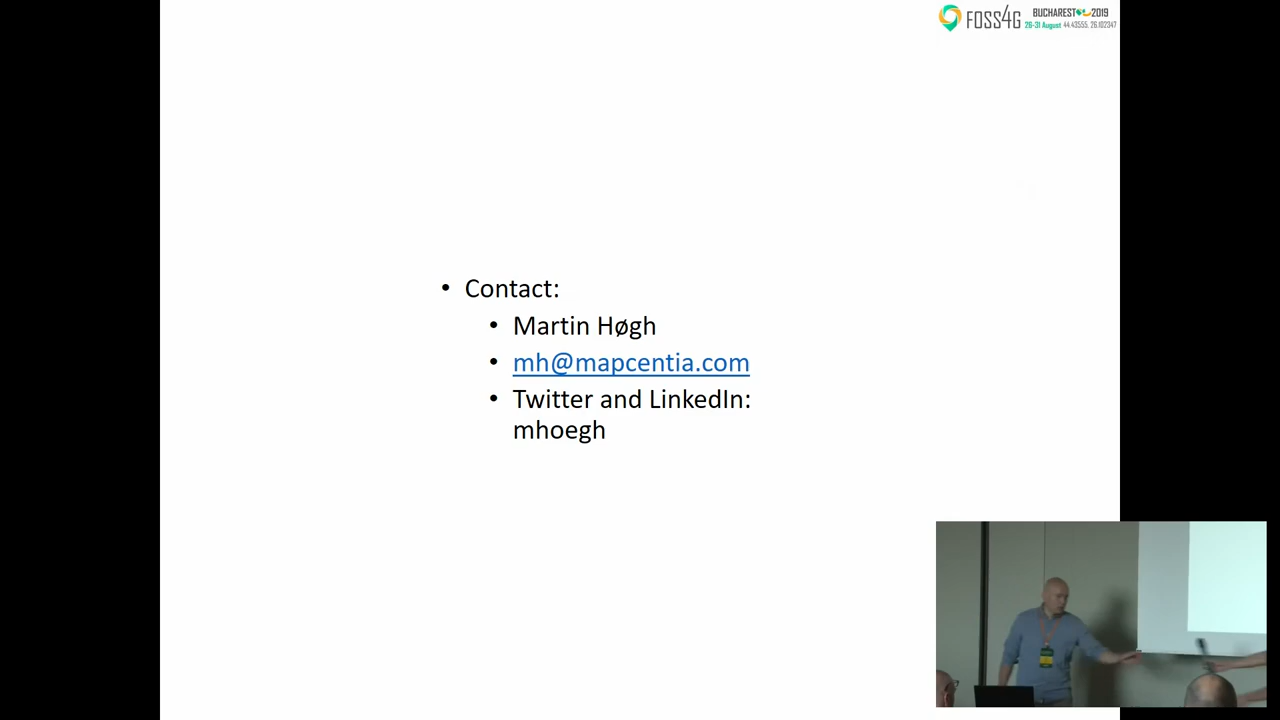 FOSS4G BUCHAREST 2019
26-31 August 44.43555, 26.102347
• Contact:
• Martin Høgh
• mh@mapcentia.com
• Twitter and LinkedIn:
mhoegh